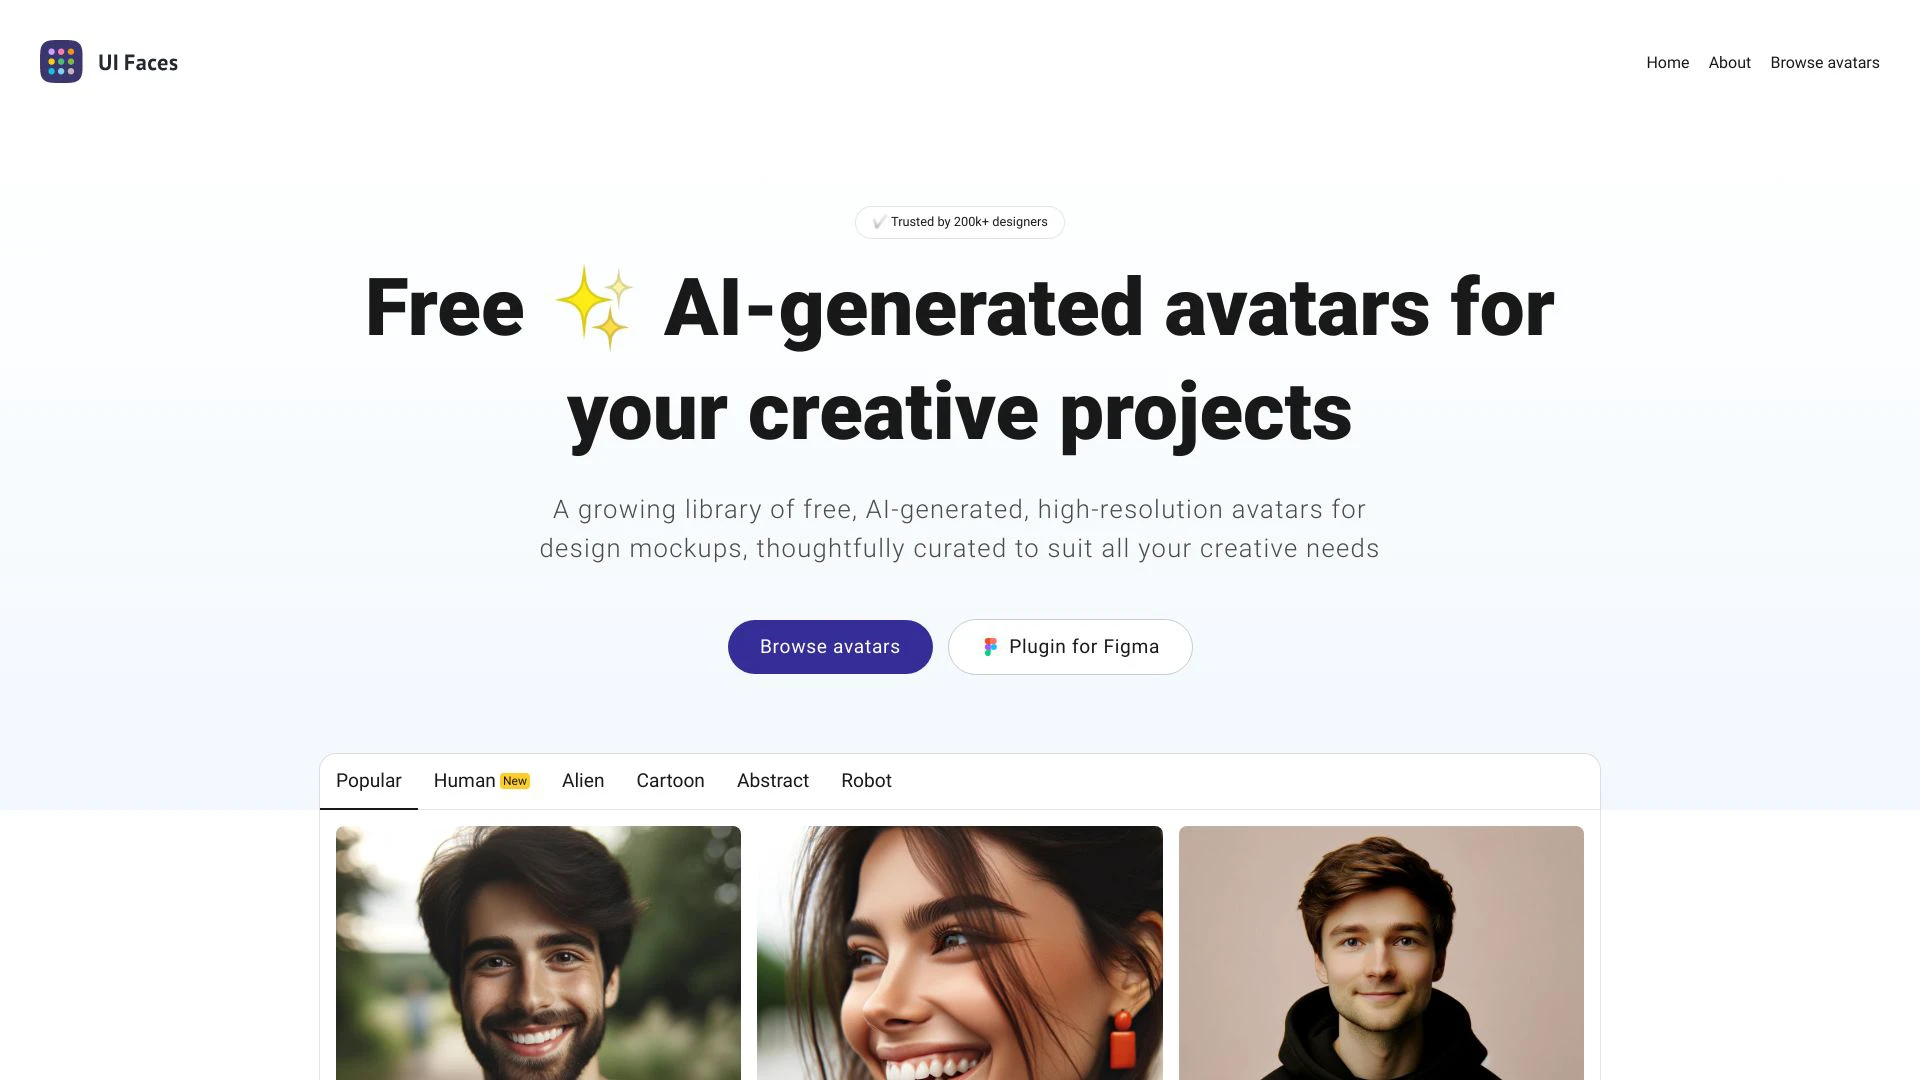 UI Faces
Home About Browse avatars
✔️ Trusted by 200k+ designers
Free ✨ AI-generated avatars for
your creative projects
A growing library of free, AI-generated, high-resolution avatars for
design mockups, thoughtfully curated to suit all your creative needs
Browse avatars
Plugin for Figma
Popular Human New Alien Cartoon Abstract Robot